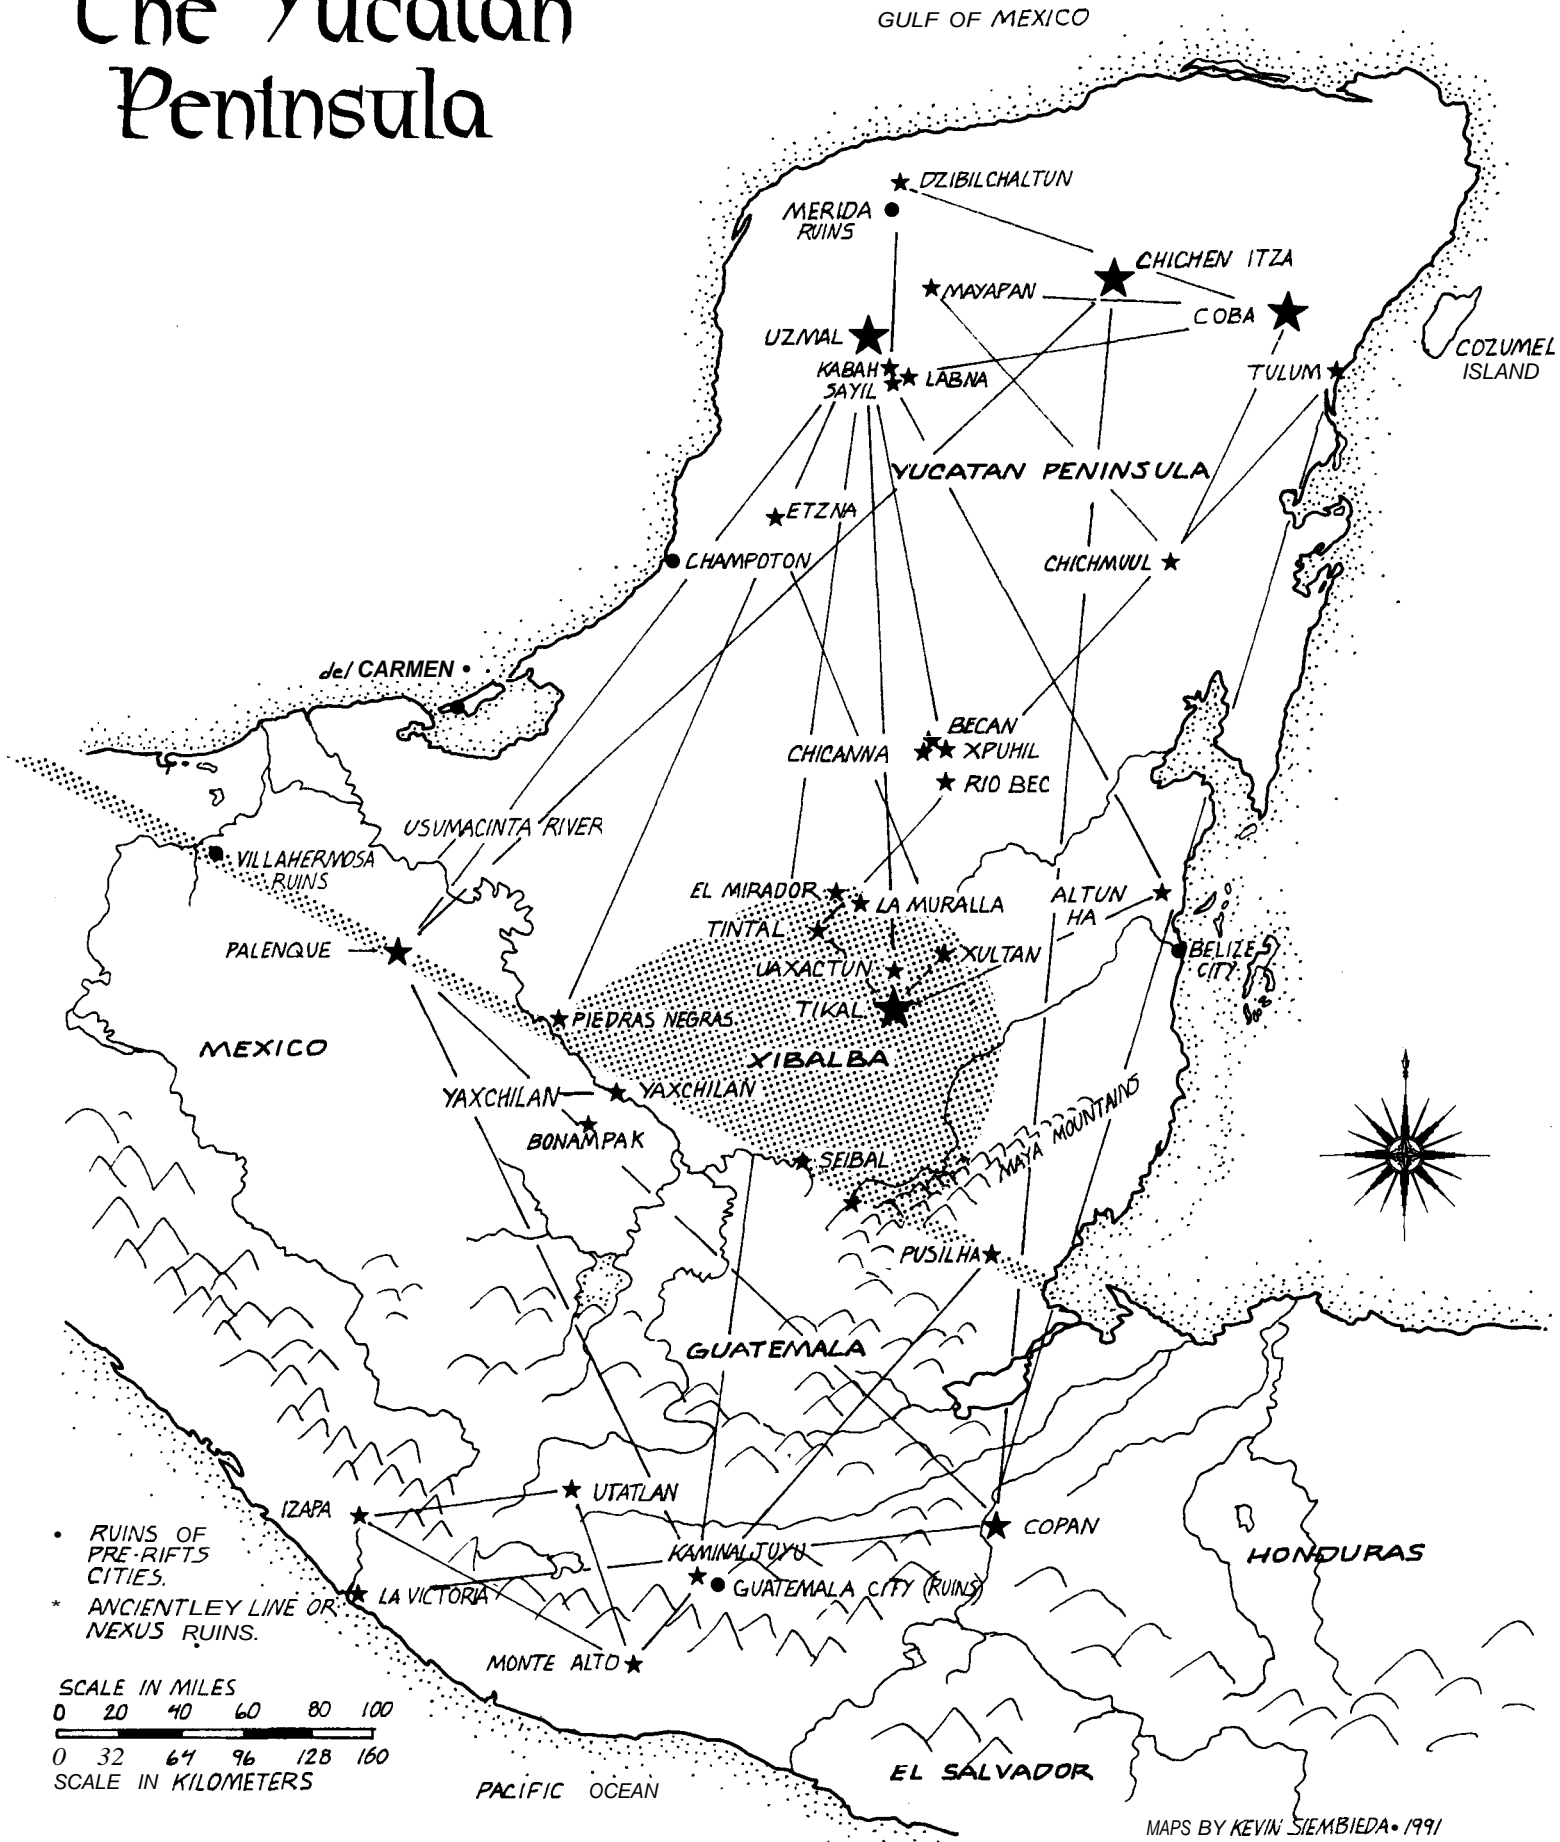 The Yucatan
Peninsula
GULF OF MEXICO
DZIBILCHALTUN
MERIDA
RUINS
CHICHEN ITZA
MAYAPAN
COBA
UZMAL
COZUMEL
ISLAND
KABAH
SAYIL
LABNA
TULUM
YUCATAN PENINSULA
ETZNA
CHAMPOTON
CHICHMUUL
del CARMEN •
BECAN
CHICANNA
XPUHIL
RIO BEC
USUMACINTA RIVER
VILLAHERMOSA
RUINS
EL MIRADOR
LA MURALLA
ALTUN
HA
TINTAL
PALENQUE
XULTAN
BELIZE
CITY
UAXACTUN
TIKAL
PIEDRAS NEGRAS
MEXICO
XIBALBA
YAXCHILAN
YAXCHILAN
BONAMPAK
MAYA MOUNTAINS
SEIBAL
PUSILHA
GUATEMALA
UTATLAN
IZAPA
COPAN
KAMINALJUYU
HONDURAS
GUATEMALA CITY (RUINS)
LA VICTORIA
• RUINS OF
PRE-RIFTS
CITIES.
* ANCIENTLEY LINE OR
NEXUS RUINS.
MONTE ALTO
SCALE IN MILES
0 20 40 60 80 100
0 32 64 96 128 160
SCALE IN KILOMETERS
EL SALVADOR
PACIFIC OCEAN
MAPS BY KEVIN SIEMBIEDA • 1991